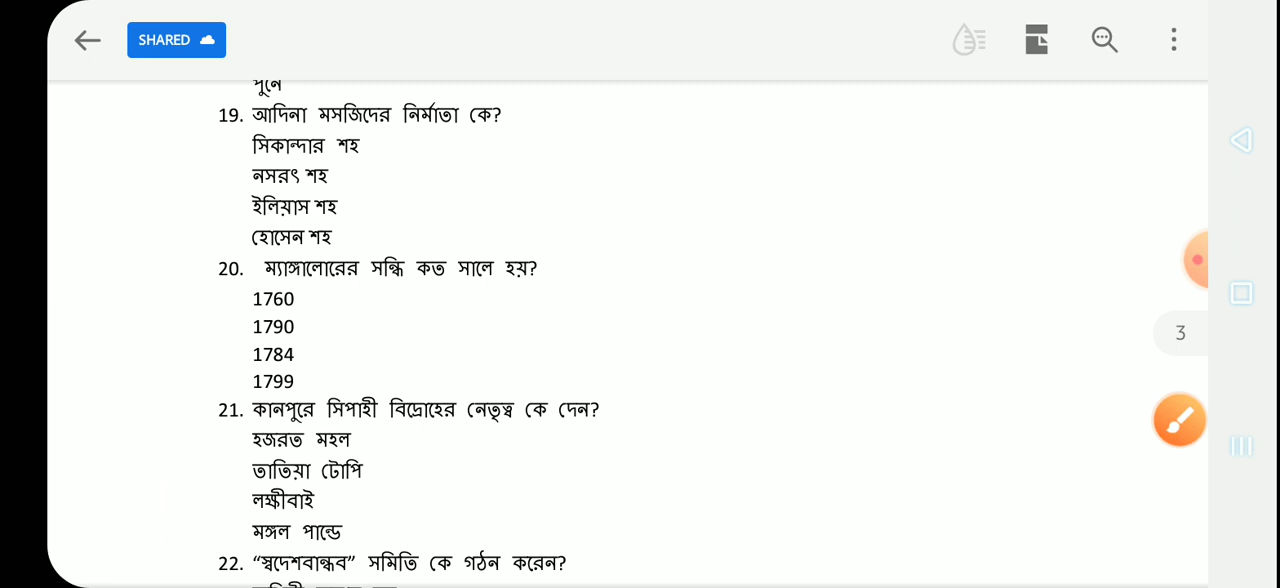 SHARED
পুনে
19. আদিনা মসজিদের নির্মাতা কে?
সিকান্দার শহ
নসরৎ শহ
ইলিয়াস শহ
হোসেন শহ
20. ম্যাঙ্গালোরের সন্ধি কত সালে হয়?
1760
1790
1784
1799
3
21. কানপুরে সিপাহী বিদ্রোহের নেতৃত্ব কে দেন?
হজরত মহল
তাতিয়া টোপি
লক্ষীবাই
মঙ্গল পান্ডে
22. “স্বদেশবান্ধব” সমিতি কে গঠন করেন?